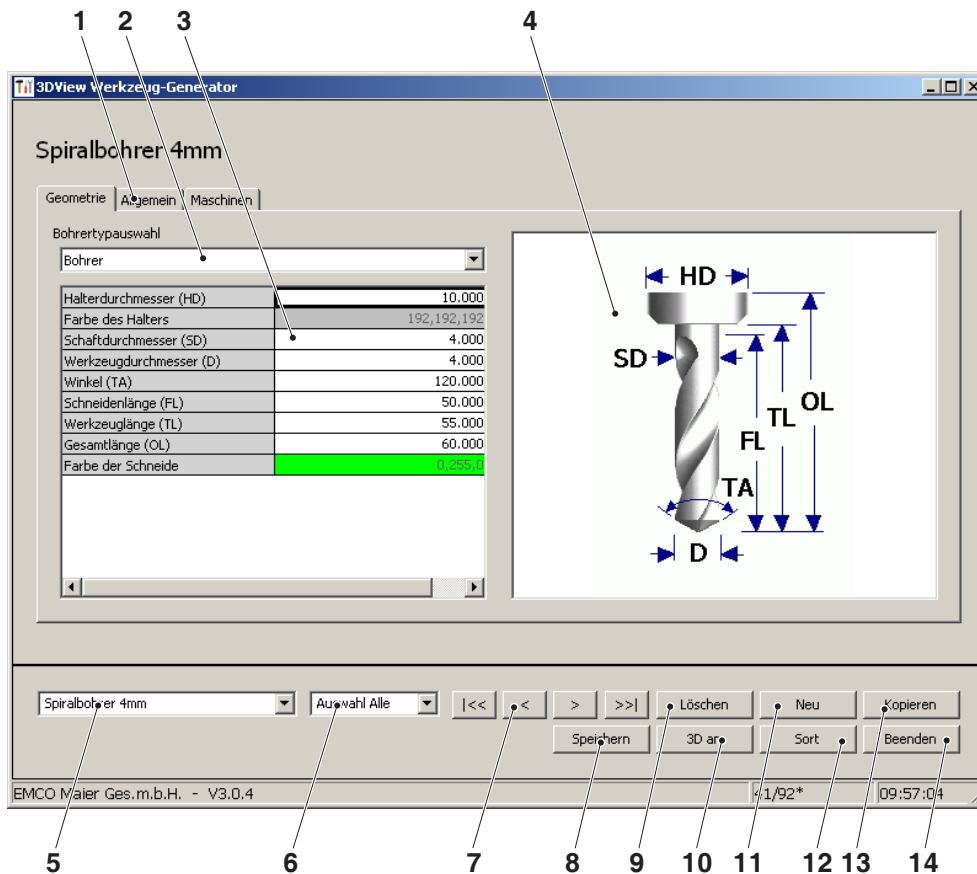 1 2 3 4
3DView Werkzeug-Generator
Spiralbohrer 4mm
Geometrie Allgemein Maschinen
Bohrertypauswahl
Bohrer
Halterdurchmesser (HD) 10.000
Farbe des Halters 192,192,192
Schaftdurchmesser (SD) 4.000
Werkzeugdurchmesser (D) 4.000
Winkel (TA) 120.000
Schneidenlänge (FL) 50.000
Werkzeuglänge (TL) 55.000
Gesamtlänge (OL) 60.000
Farbe der Schneide 0,255,0
HD
SD
OL
TL
FL
TA
D
Spiralbohrer 4mm Auswahl Alle |<< < > >>| Löschen Neu Kopieren
Speichern 3D an Sort Beenden
EMCO Maier Ges.m.b.H. - V3.0.4 41/92* 09:57:04
5 6 7 8 9 10 11 12 13 14